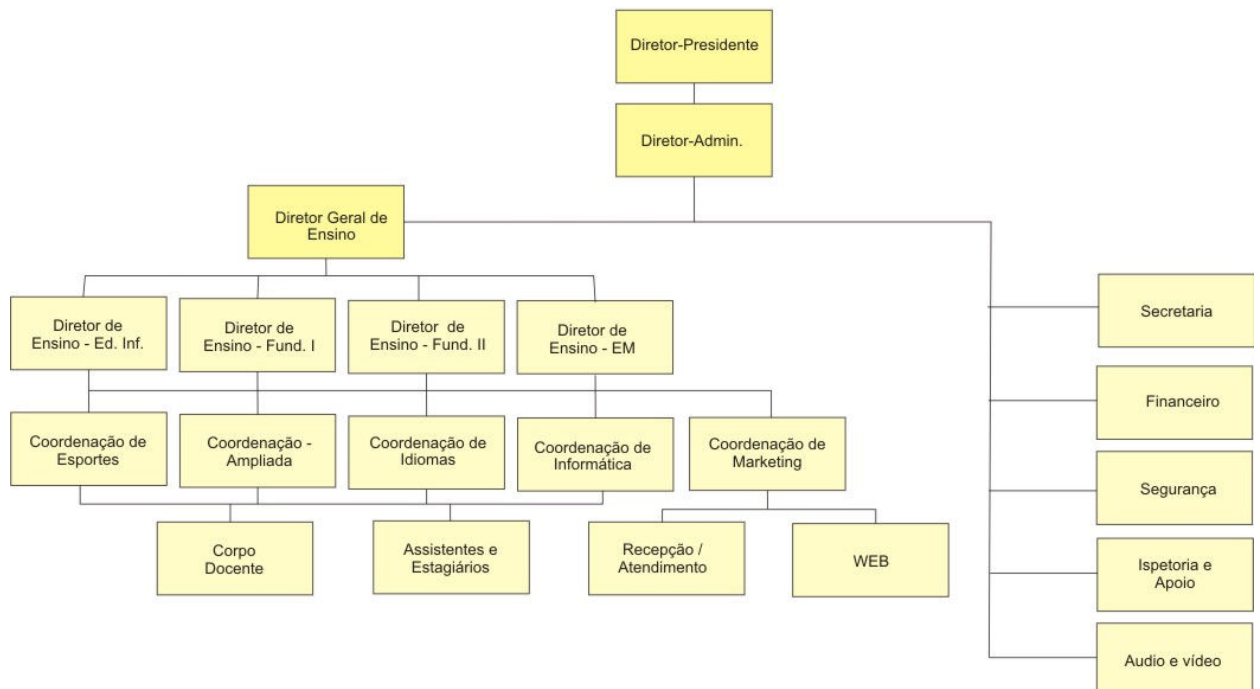 Diretor-Presidente
Diretor-Admin.
Diretor Geral de
Ensino
Diretor de
Ensino - Ed. Inf.
Diretor de
Ensino - Fund. I
Diretor de
Ensino - Fund. II
Diretor de
Ensino - EM
Coordenação de
Esportes
Coordenação -
Ampliada
Coordenação de
Idiomas
Coordenação de
Informática
Coordenação de
Marketing
Corpo
Docente
Assistentes e
Estagiários
Recepção /
Atendimento
WEB
Secretaria
Financeiro
Segurança
Ispetoria e
Apoio
Audio e vídeo